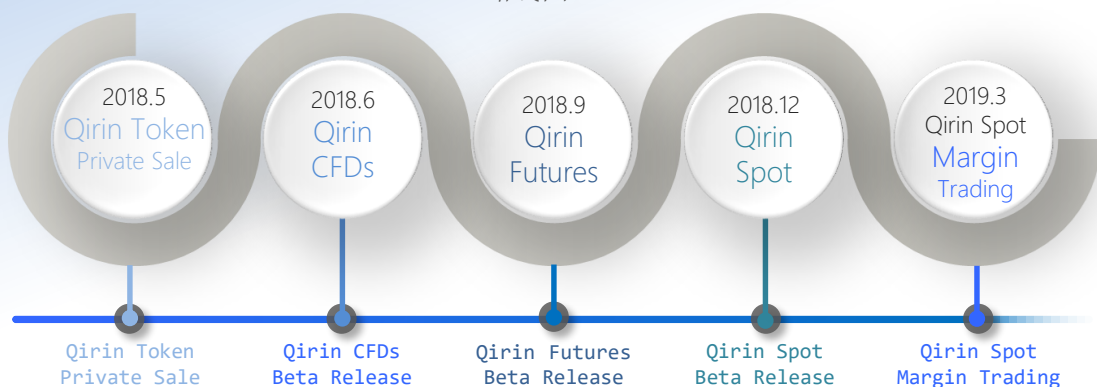 2018.5
Qirin Token
Private Sale
2018.6
Qirin
CFDs
2018.9
Qirin
Futures
2018.12
Qirin
Spot
2019.3
Qirin Spot
Margin
Trading
Qirin Token
Private Sale
Qirin CFDs
Beta Release
Qirin Futures
Beta Release
Qirin Spot
Beta Release
Qirin Spot
Margin Trading